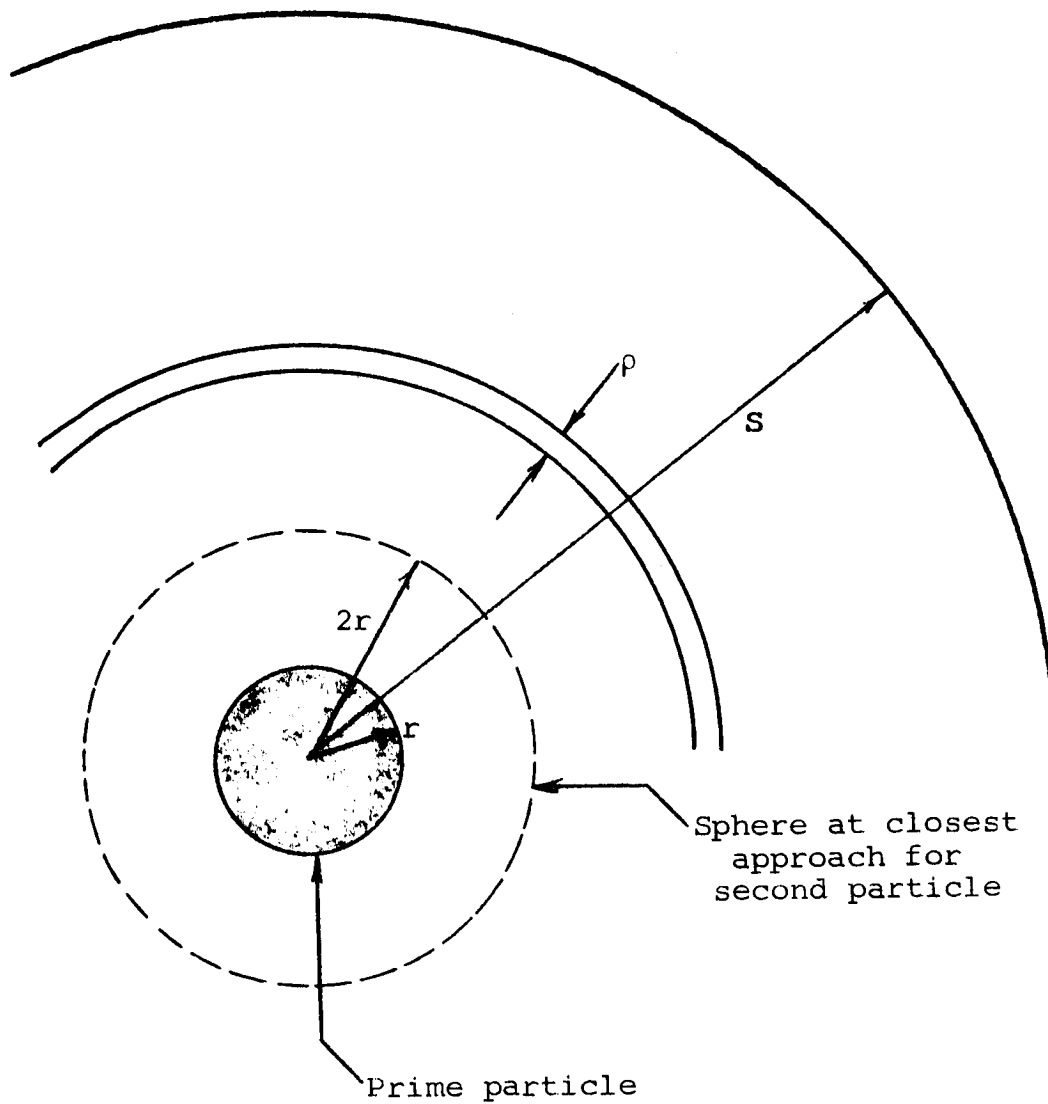 ρ
S
2r
r
Sphere at closest
approach for
second particle
Prime particle